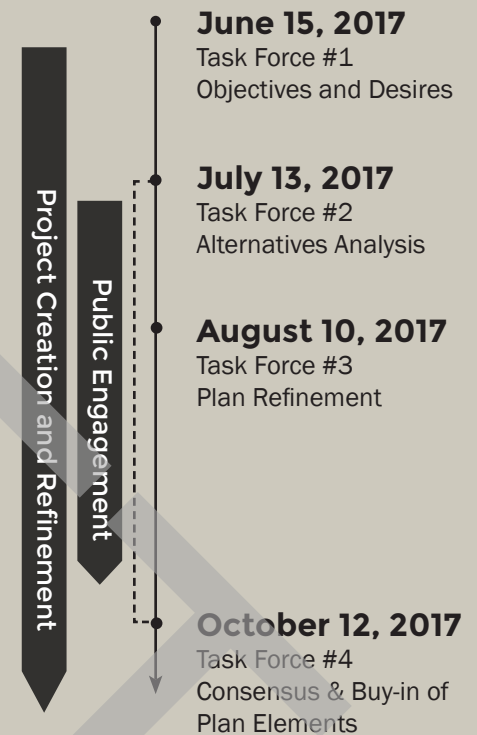 June 15, 2017
Task Force #1
Objectives and Desires
July 13, 2017
Task Force #2
Alternatives Analysis
August 10, 2017
Task Force #3
Plan Refinement
October 12, 2017
Task Force #4
Consensus & Buy-in of
Plan Elements
Project Creation and Refinement
Public Engagement